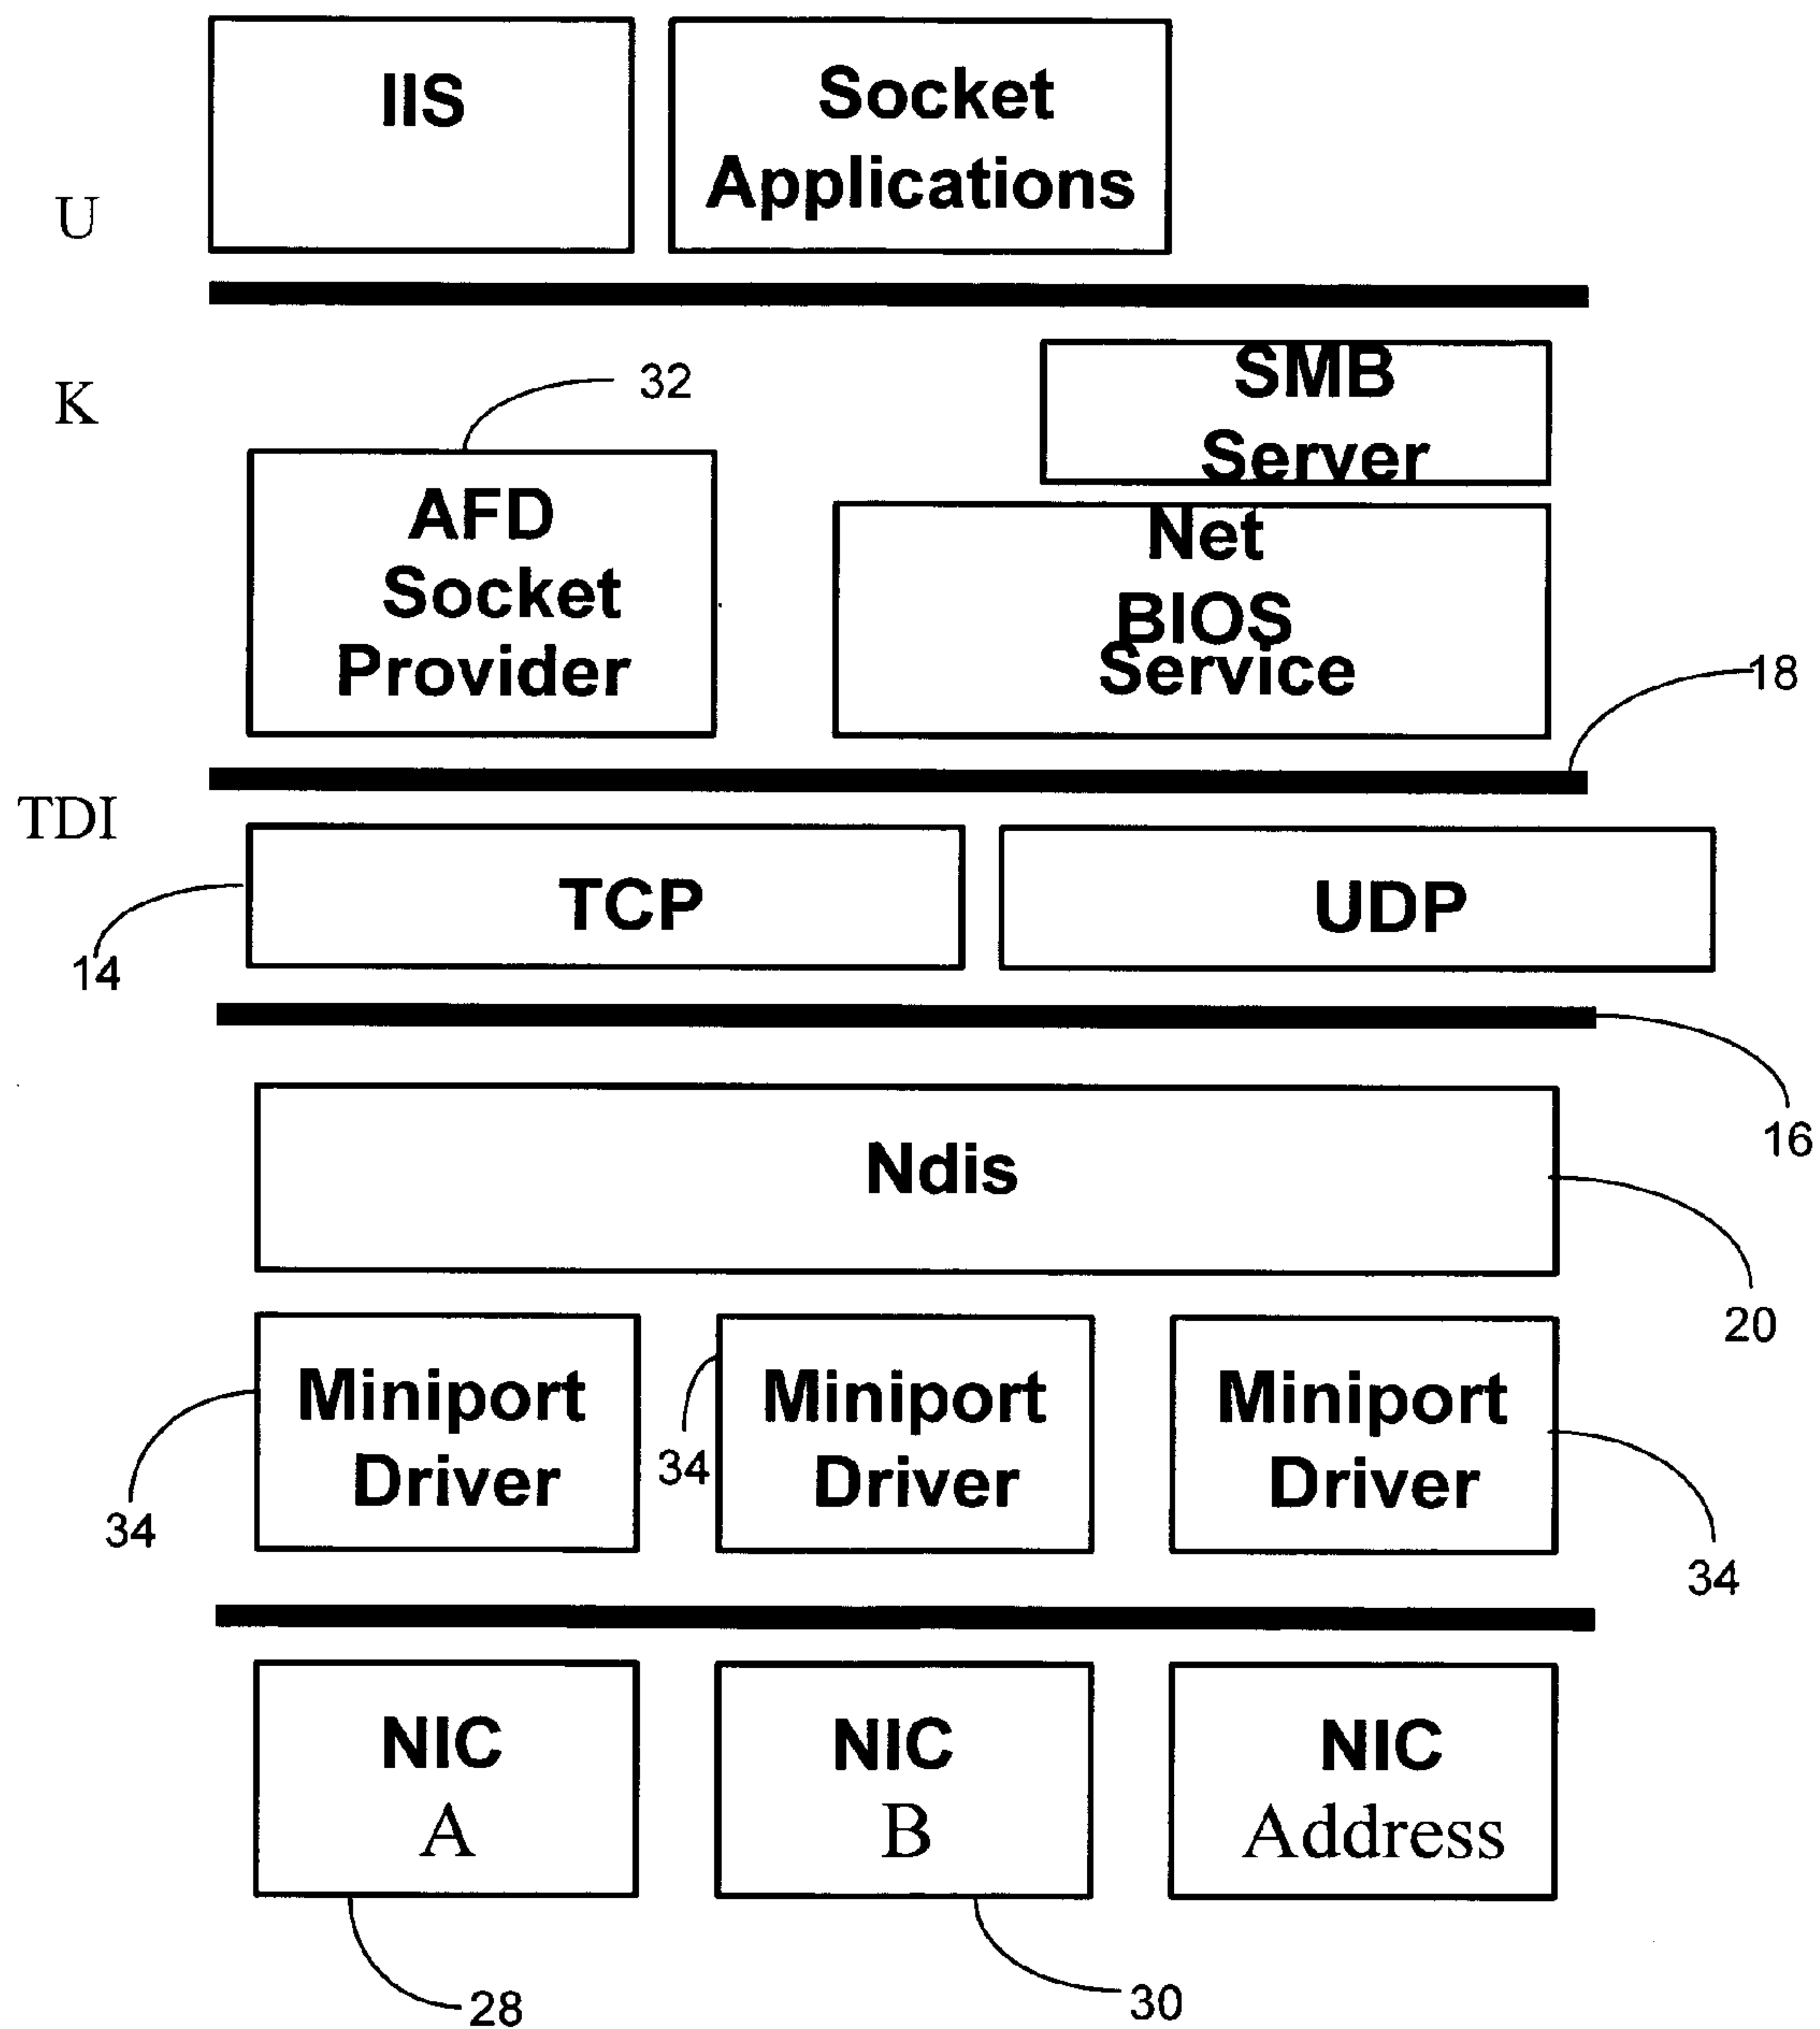 IIS
Socket
Applications
U
K
32
SMB
Server
AFD
Socket
Provider
Net
BIOS
Service
18
TDI
TCP
UDP
14
16
Ndis
20
Miniport
Driver
Miniport
Driver
Miniport
Driver
34
34
34
NIC
A
NIC
B
NIC
Address
28
30